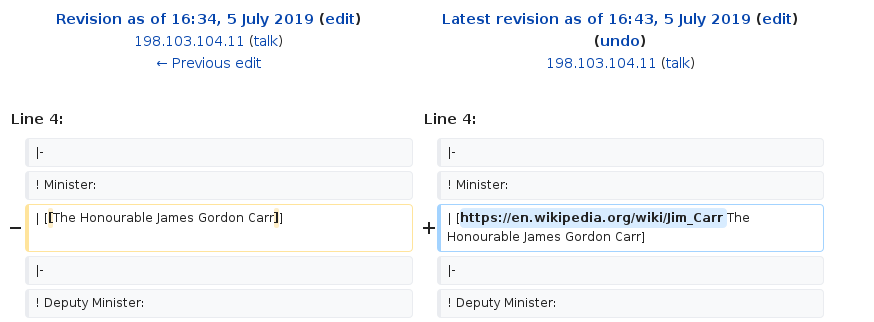 Revision as of 16:34, 5 July 2019 (edit)
198.103.104.11 (talk)
← Previous edit
Latest revision as of 16:43, 5 July 2019 (edit)
(undo)
198.103.104.11 (talk)
Line 4:
Line 4:
|-
|-
! Minister:
! Minister:
− | [[The Honourable James Gordon Carr]]
+ | [https://en.wikipedia.org/wiki/Jim_Carr The
Honourable James Gordon Carr]
|-
|-
! Deputy Minister:
! Deputy Minister: